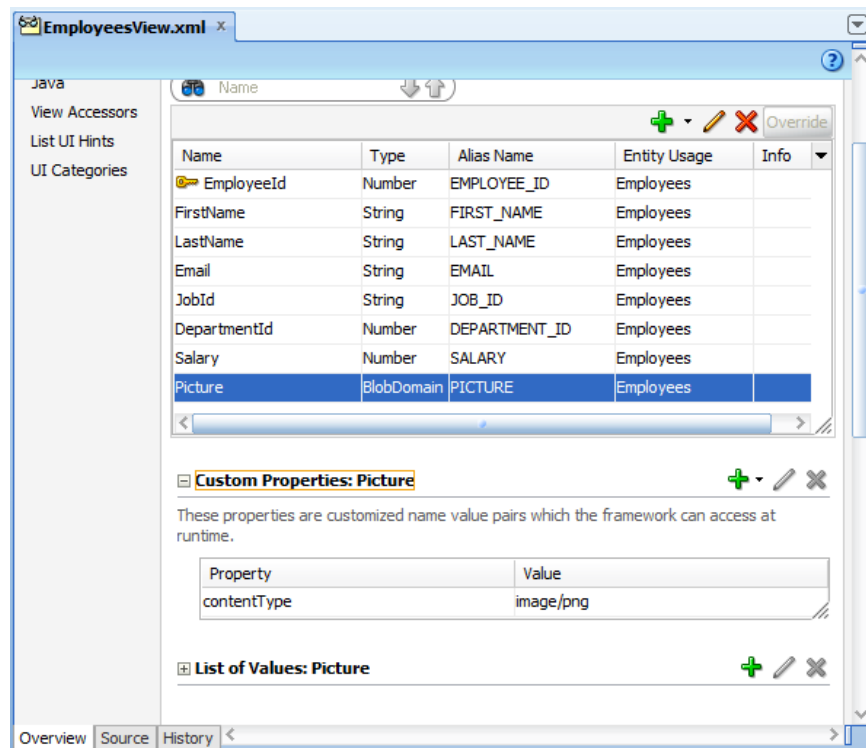 EmployeesView.xml x
?
Java
View Accessors
List UI Hints
UI Categories
Name
Override
Name Type Alias Name Entity Usage Info
EmployeeId Number EMPLOYEE_ID Employees
FirstName String FIRST_NAME Employees
LastName String LAST_NAME Employees
Email String EMAIL Employees
JobId String JOB_ID Employees
DepartmentId Number DEPARTMENT_ID Employees
Salary Number SALARY Employees
Picture BlobDomain PICTURE Employees
Custom Properties: Picture
These properties are customized name value pairs which the framework can access at
runtime.
Property Value
contentType image/png
List of Values: Picture
Overview Source History